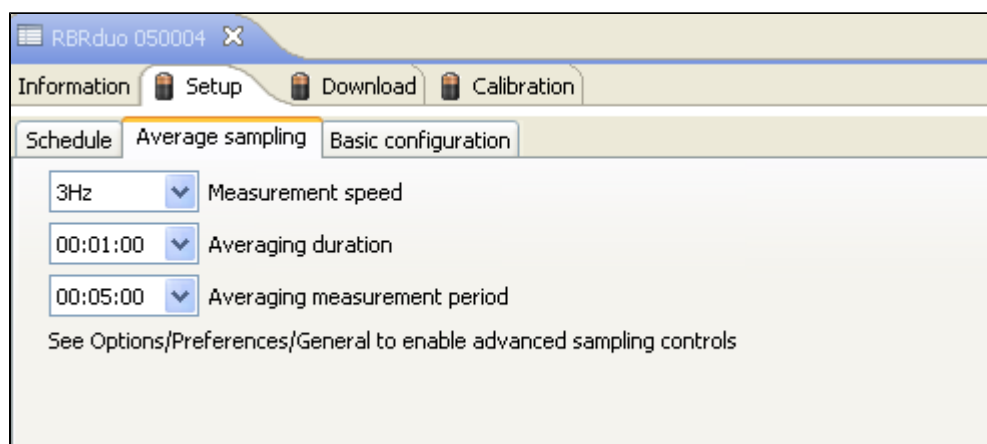 RBRduo 050004
Information Setup Download Calibration
Schedule Average sampling Basic configuration
3Hz Measurement speed
00:01:00 Averaging duration
00:05:00 Averaging measurement period
See Options/Preferences/General to enable advanced sampling controls